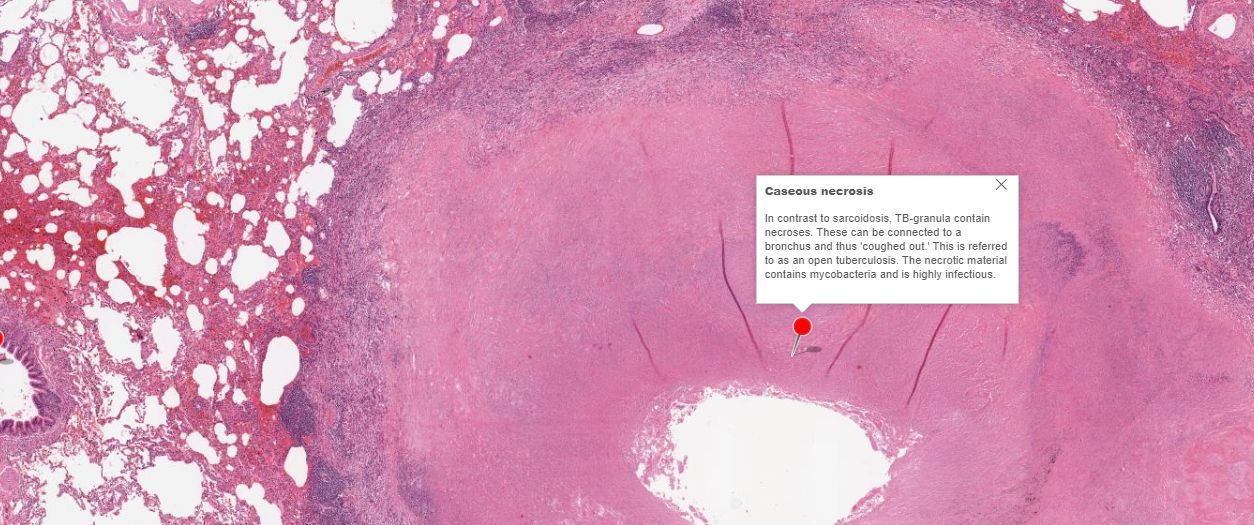 Caseous necrosis
In contrast to sarcoidosis, TB-granula contain
necroses. These can be connected to a
bronchus and thus 'coughed out.' This is referred
to as an open tuberculosis. The necrotic material
contains mycobacteria and is highly infectious.